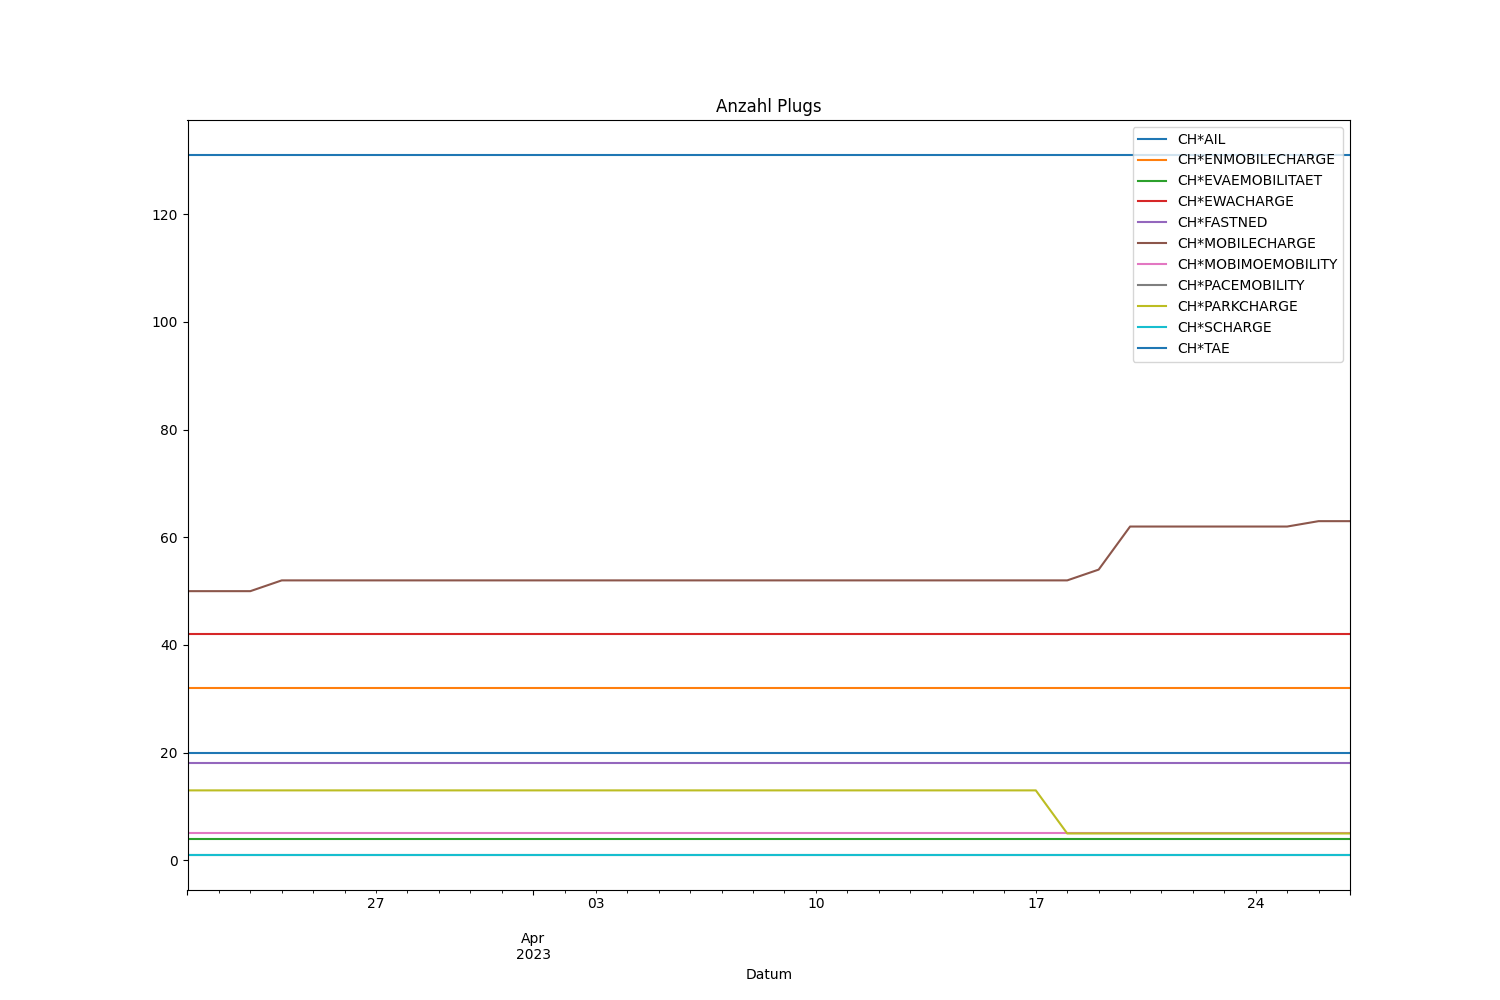 Anzahl Plugs
CH*AIL
CH*ENMOBILECHARGE
CH*EVAEMOBILITAET
CH*EWACHARGE
CH*FASTNED
CH*MOBILECHARGE
CH*MOBIMOEMOBILITY
CH*PACEMOBILITY
CH*PARKCHARGE
CH*SCHARGE
CH*TAE
120
100
80
60
40
20
0
27 03 10 17 24
Apr
2023
Datum